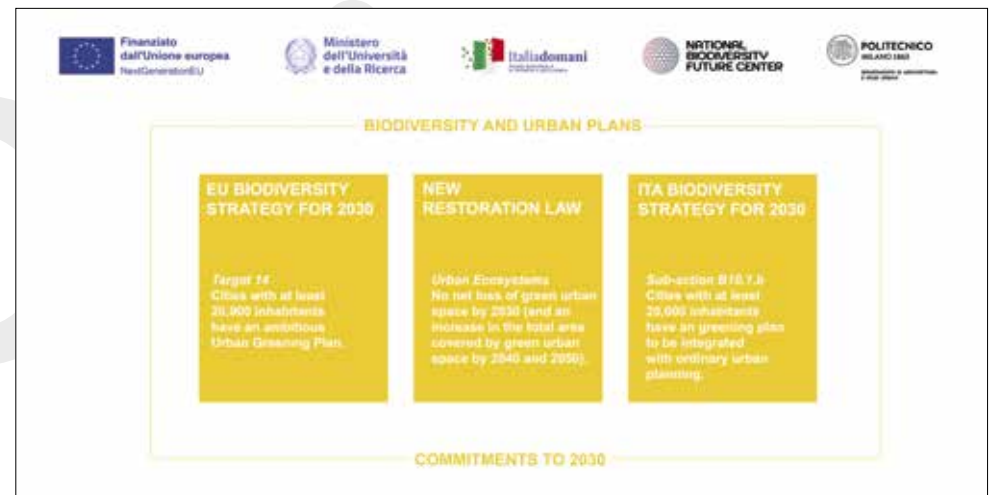 Finanziato
dall'Unione europea
NextGenerationEU
Ministero
dell'Università
e della Ricerca
Italiadomani
NATIONAL
BIODIVERSITY
FUTURE CENTER
POLITECNICO
MILANO 1863
BIODIVERSITY AND URBAN PLANS
EU BIODIVERSITY
STRATEGY FOR 2030
Target 14
Cities with at least
20,000 inhabitants
have an ambitious
Urban Greening Plan.
NEW
RESTORATION LAW
Urban Ecosystems
No net loss of green urban
space by 2030 (and an
increase in the total area
covered by green urban
space by 2040 and 2050).
ITA BIODIVERSITY
STRATEGY FOR 2030
Sub-action B10.1.b
Cities with at least
20,000 inhabitants
have an greening plan
to be integrated
with ordinary urban
planning.
COMMITMENTS TO 2030